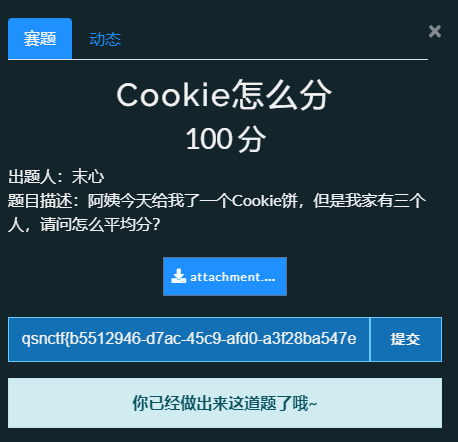 赛题 动态 ×
Cookie怎么分
100 分
出题人：末心
题目描述：阿姨今天给我了一个Cookie饼，但是我家有三个
人，请问怎么平均分？
attachment....
qsnctf{b5512946-d7ac-45c9-afd0-a3f28ba547e 提交
你已经做出来这道题了哦~